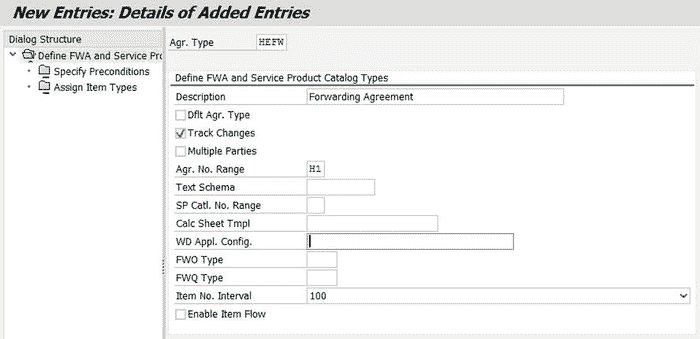 New Entries: Details of Added Entries
Dialog Structure
Define FWA and Service Pro
Specify Preconditions
Assign Item Types
Agr. Type HEFW
Define FWA and Service Product Catalog Types
Description Forwarding Agreement
Dflt Agr. Type
Track Changes
Multiple Parties
Agr. No. Range H1
Text Schema
SP Catl. No. Range
Calc Sheet Tmpl
WD Appl. Config.
FWO Type
FWQ Type
Item No. Interval 100
Enable Item Flow